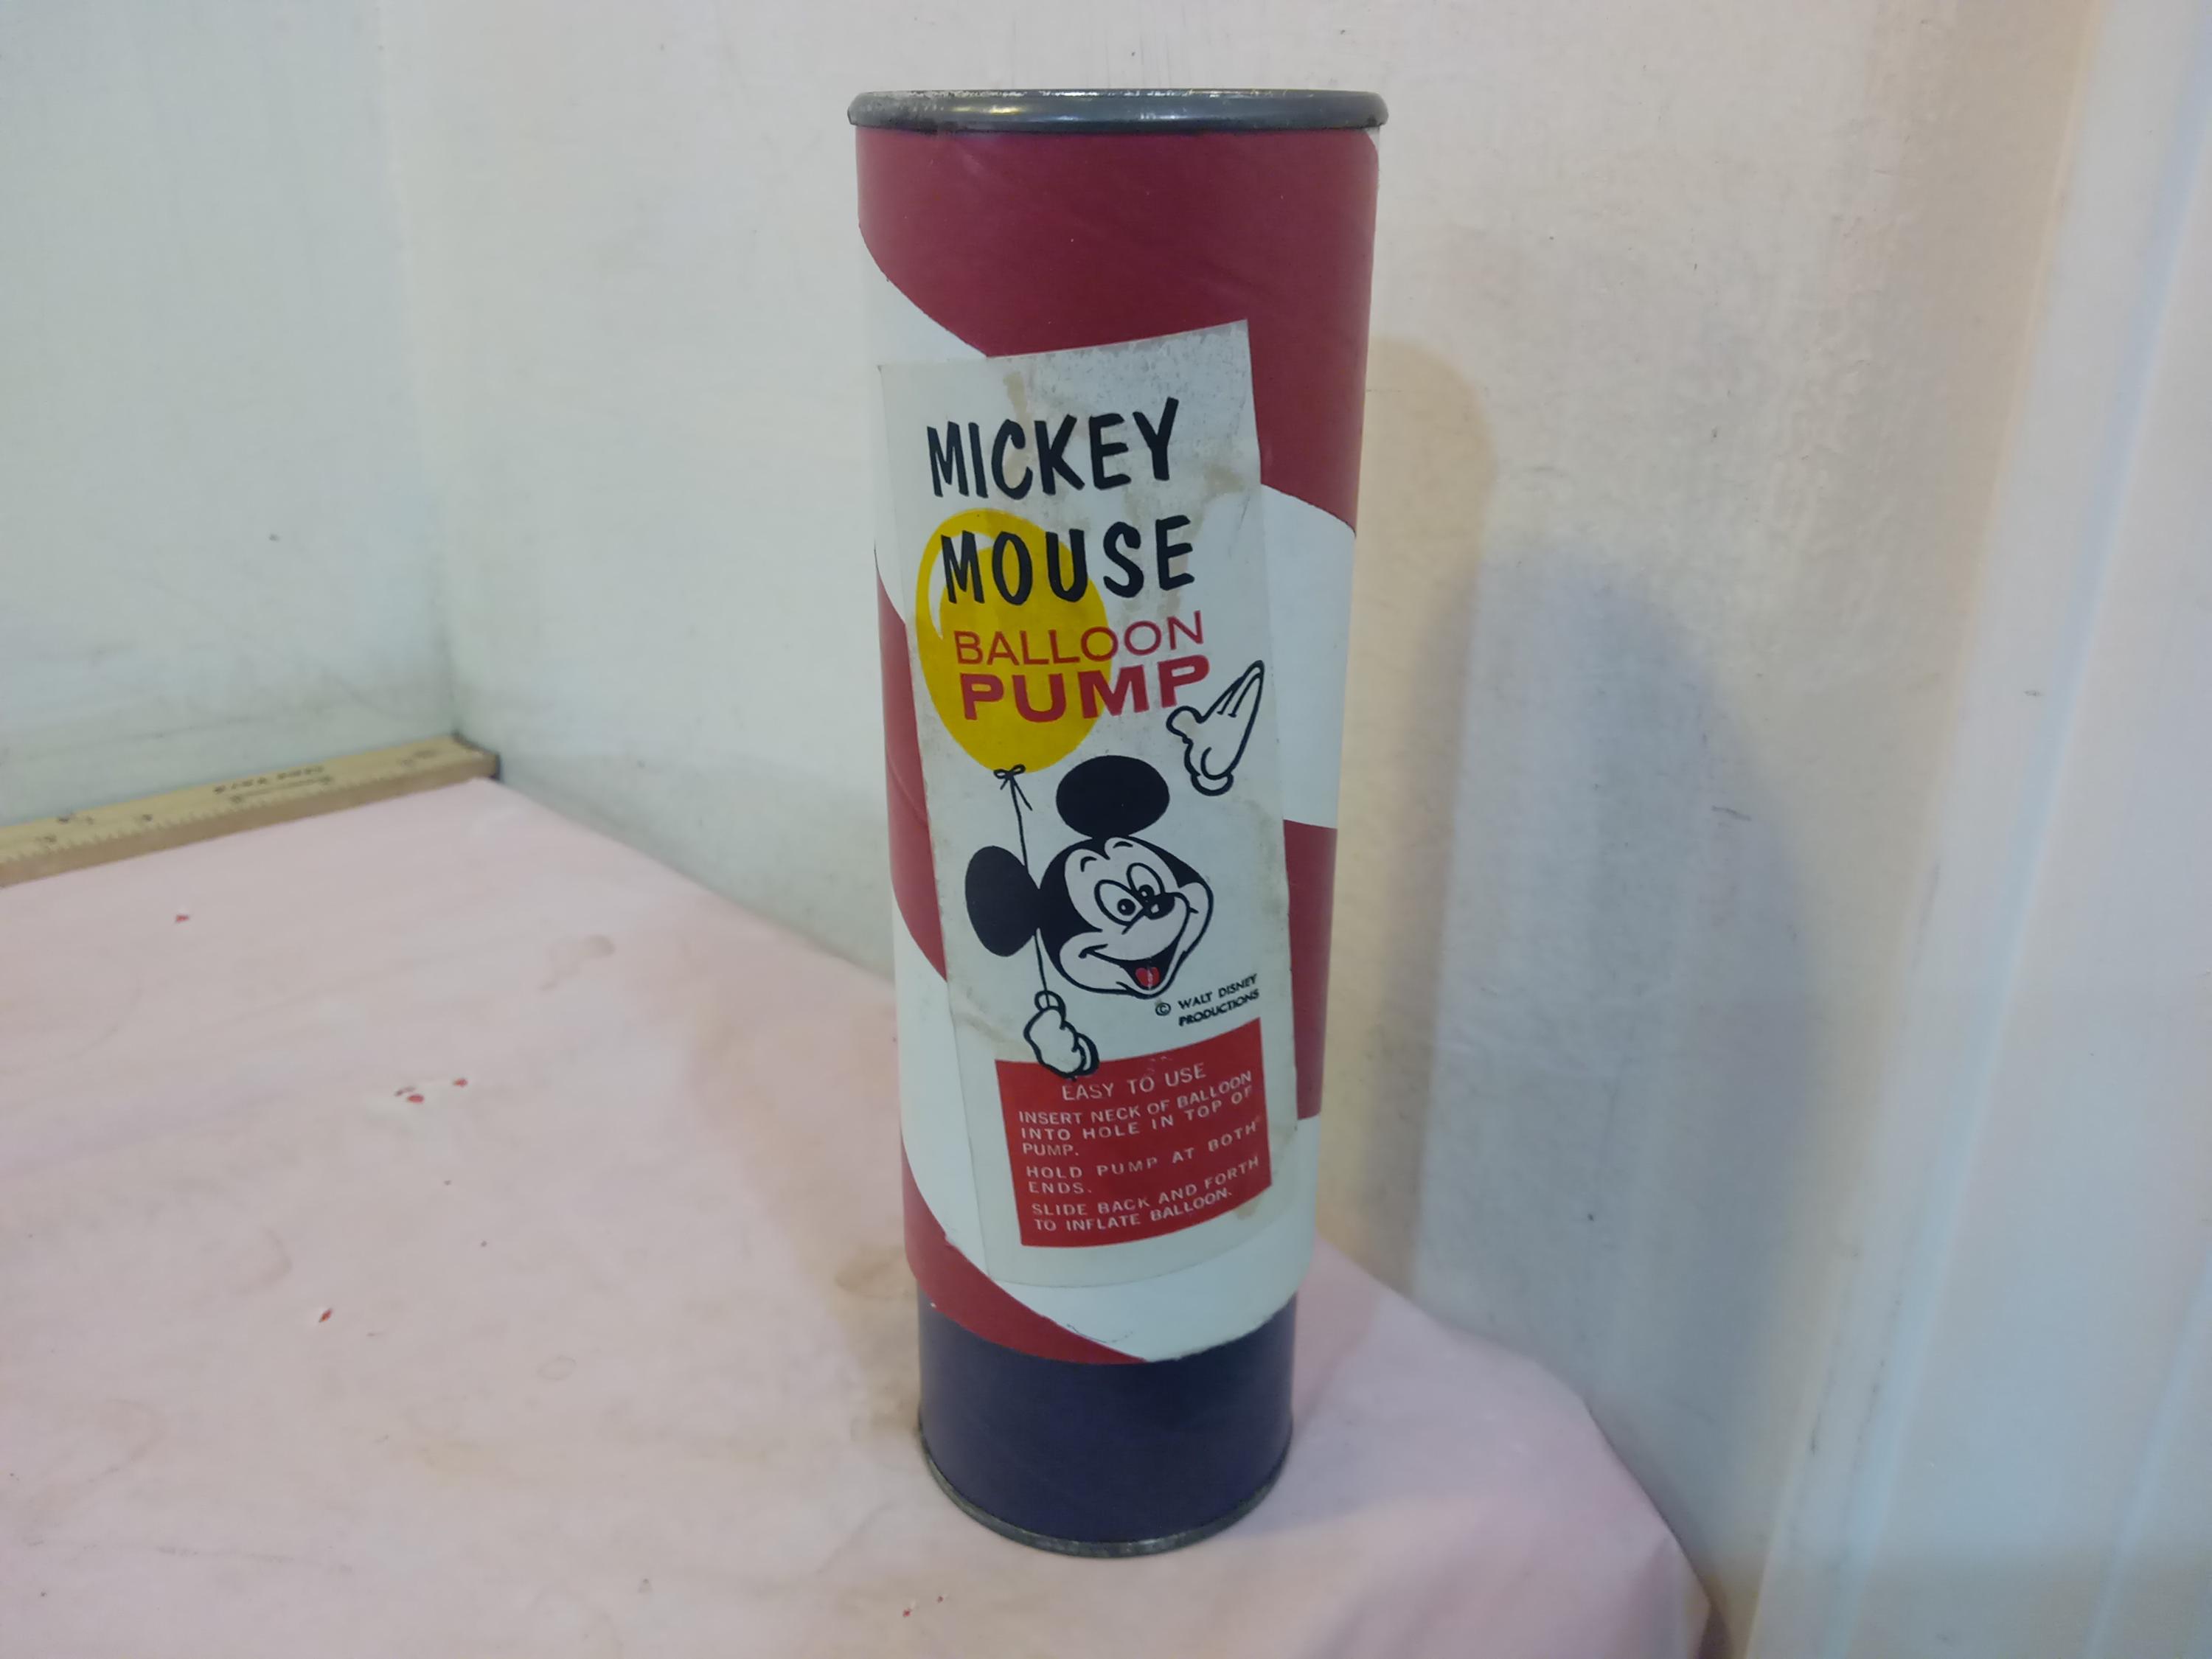 MICKEY
MOUSE
BALLOON
PUMP
© WALT DISNEY
PRODUCTIONS
EASY TO USE
INSERT NECK OF BALLOON
INTO HOLE IN TOP OF
PUMP.
HOLD PUMP AT BOTH
ENDS.
SLIDE BACK AND FORTH
TO INFLATE BALLOON.